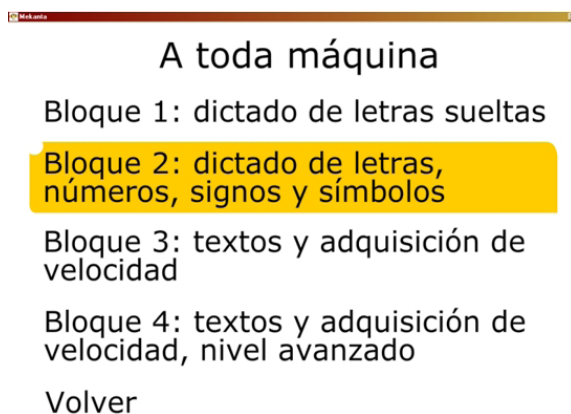 Mekanta
A toda máquina
Bloque 1: dictado de letras sueltas
Bloque 2: dictado de letras,
números, signos y símbolos
Bloque 3: textos y adquisición de
velocidad
Bloque 4: textos y adquisición de
velocidad, nivel avanzado
Volver